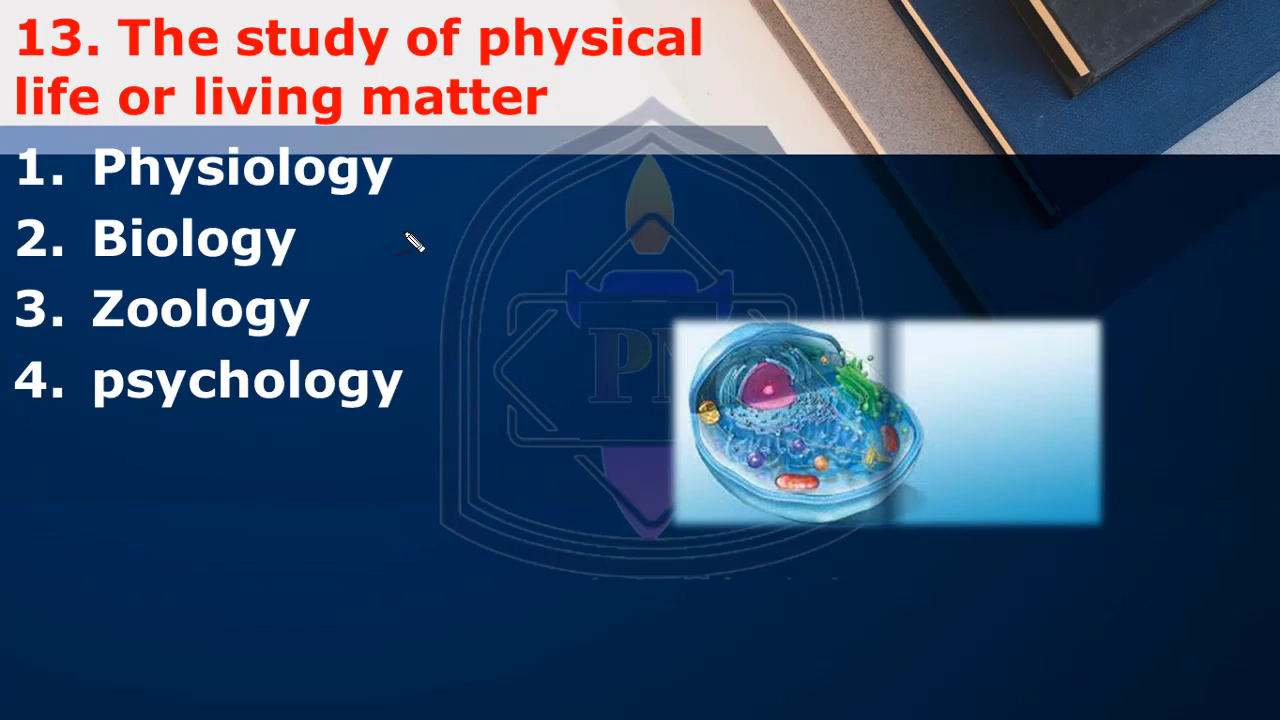 13. The study of physical
life or living matter
1. Physiology
2. Biology
3. Zoology
4. psychology